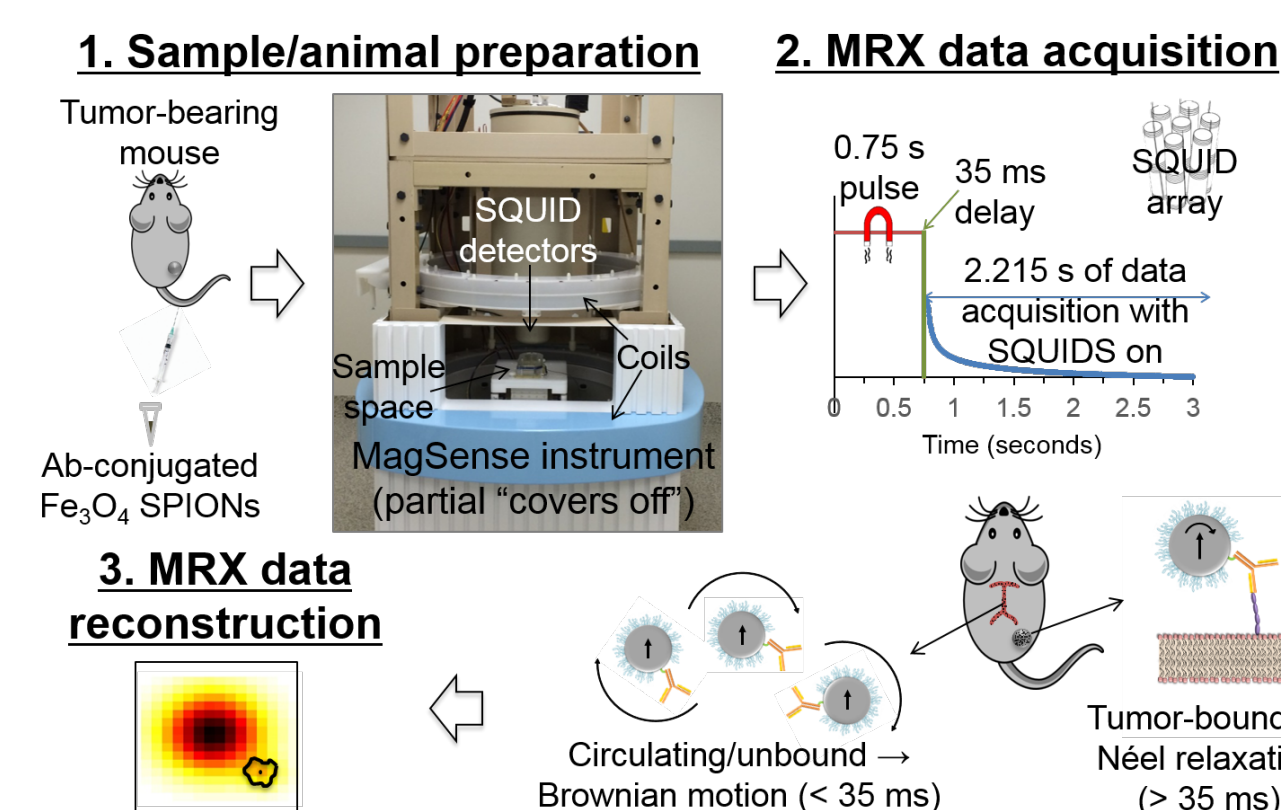 1. Sample/animal preparation
Tumor-bearing
mouse
SQUID
detectors
Sample
space
Coils
MagSense instrument
(partial “covers off”)
Ab-conjugated
Fe₃O₄ SPIONs
2. MRX data acquisition
0.75 s
pulse
35 ms
delay
SQUID
array
2.215 s of data
acquisition with
SQUIDS on
0 0.5 1 1.5 2 2.5 3
Time (seconds)
Circulating/unbound →
Brownian motion (< 35 ms)
Tumor-bound
Néel
(> 35 ms)
3. MRX data
reconstruction